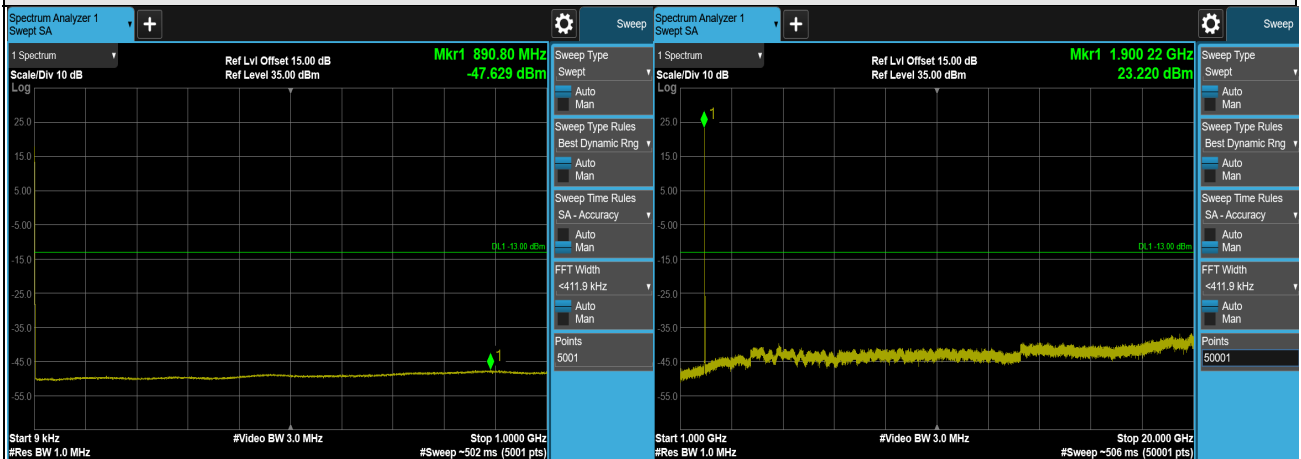 Spectrum Analyzer 1
Swept SA
+
Sweep
1 Spectrum
Scale/Div 10 dB
Log
Ref Lvl Offset 15.00 dB
Ref Level 35.00 dBm
Mkr1 890.80 MHz
-47.629 dBm
25.0
15.0
5.00
-5.00
-15.0
-25.0
-35.0
-45.0
-55.0
DL1 -13.00 dBm
1
Start 9 kHz
#Res BW 1.0 MHz
#Video BW 3.0 MHz
Stop 1.0000 GHz
#Sweep ~502 ms (5001 pts)
Sweep Type
Swept
Auto
Man
Sweep Type Rules
Best Dynamic Rng
Auto
Man
Sweep Time Rules
SA - Accuracy
Auto
Man
FFT Width
<411.9 kHz
Auto
Man
Points
5001
Spectrum Analyzer 1
Swept SA
+
Sweep
1 Spectrum
Scale/Div 10 dB
Log
Ref Lvl Offset 15.00 dB
Ref Level 35.00 dBm
Mkr1 1.900 22 GHz
23.220 dBm
1
25.0
15.0
5.00
-5.00
-15.0
-25.0
-35.0
-45.0
-55.0
DL1 -13.00 dBm
Start 1.000 GHz
#Res BW 1.0 MHz
#Video BW 3.0 MHz
Stop 20.000 GHz
#Sweep ~506 ms (50001 pts)
Sweep Type
Swept
Auto
Man
Sweep Type Rules
Best Dynamic Rng
Auto
Man
Sweep Time Rules
SA - Accuracy
Auto
Man
FFT Width
<411.9 kHz
Auto
Man
Points
50001